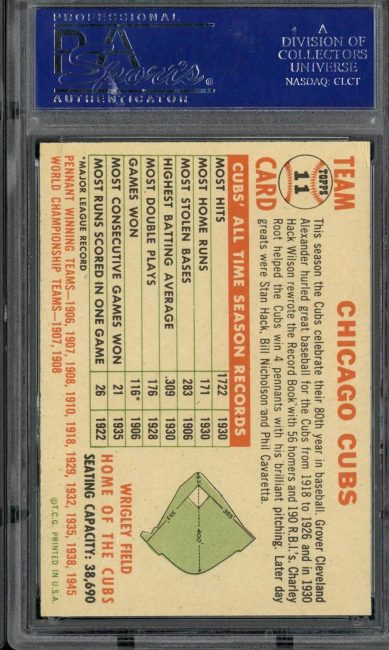 PROFESSIONAL
PSA
Sports
AUTHENTICATOR
A
DIVISION OF
COLLECTORS
UNIVERSE
NASDAQ: CLCT
TEAM
TOPPS
11
CARD
CHICAGO CUBS
This season the Cubs celebrate their 80th year in baseball. Grover Cleveland
Alexander hurled great baseball for the Cubs from 1918 to 1926 and in 1930
Hack Wilson rewrote the Record Book with 56 homers and 190 R.B.I.'s. Charley
Root helped the Cubs win 4 pennants with his brilliant pitching. Later day
greats were Stan Hack, Bill Nicholson and Phil Cavaretta.
CUBS' ALL TIME SEASON RECORDS
MOST HITS 1722 1930
MOST HOME RUNS 171 1930
MOST STOLEN BASES 283 1906
HIGHEST BATTING AVERAGE .309 1930
MOST DOUBLE PLAYS 176 1928
GAMES WON 116* 1906
MOST CONSECUTIVE GAMES WON 21 1935
MOST RUNS SCORED IN ONE GAME 26 1922
*MAJOR LEAGUE RECORD
355
400
WRIGLEY FIELD
HOME OF THE CUBS
SEATING CAPACITY: 38,690
PENNANT WINNING TEAMS—1906, 1907, 1908, 1910, 1918, 1929, 1932, 1935, 1938, 1945
WORLD CHAMPIONSHIP TEAMS—1907, 1908
©T.C.G. PRINTED IN U.S.A.